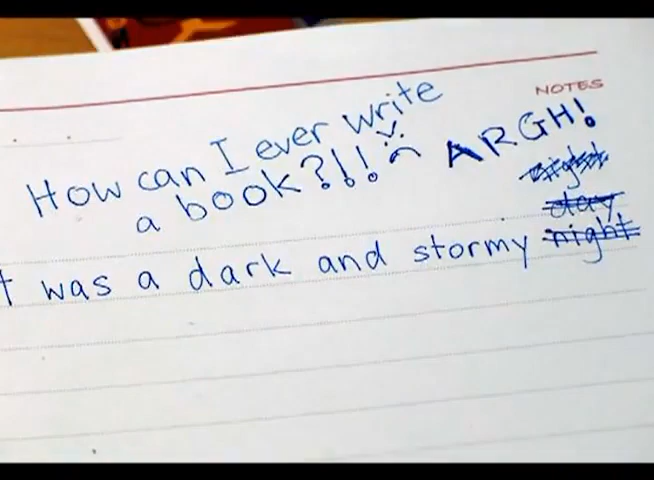 NOTES
How can I ever write
a book?!! ARGH!
night
day
t was a dark and stormy night